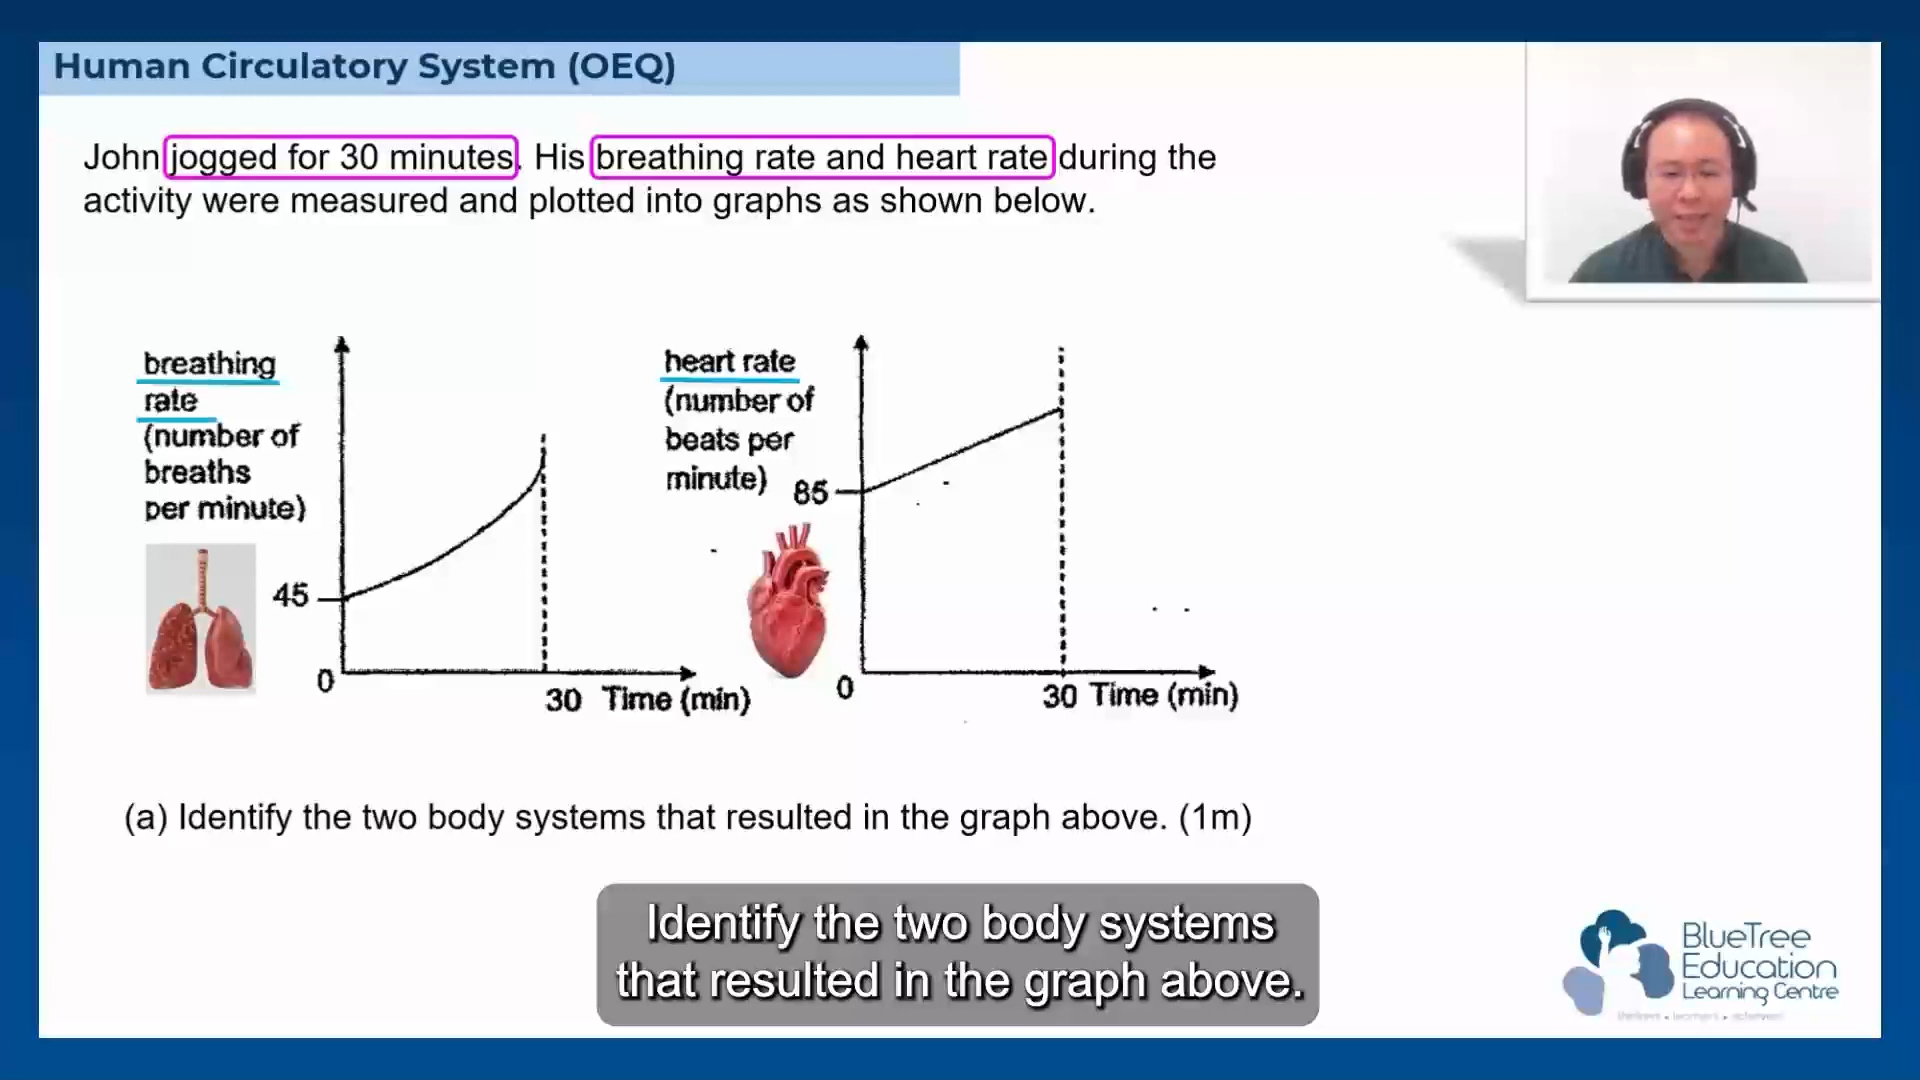 Human Circulatory System (OEQ)
John jogged for 30 minutes. His breathing rate and heart rate during the
activity were measured and plotted into graphs as shown below.
breathing
rate
(number of
breaths
per minute)
45
0
30 Time (min)
heart rate
(number of
beats per
minute)
85
0
30 Time (min)
(a) Identify the two body systems that resulted in the graph above. (1m)
Identify the two body systems
that resulted in the graph above.
BlueTree
Education
Learning Centre
thinkers • learners • achievers